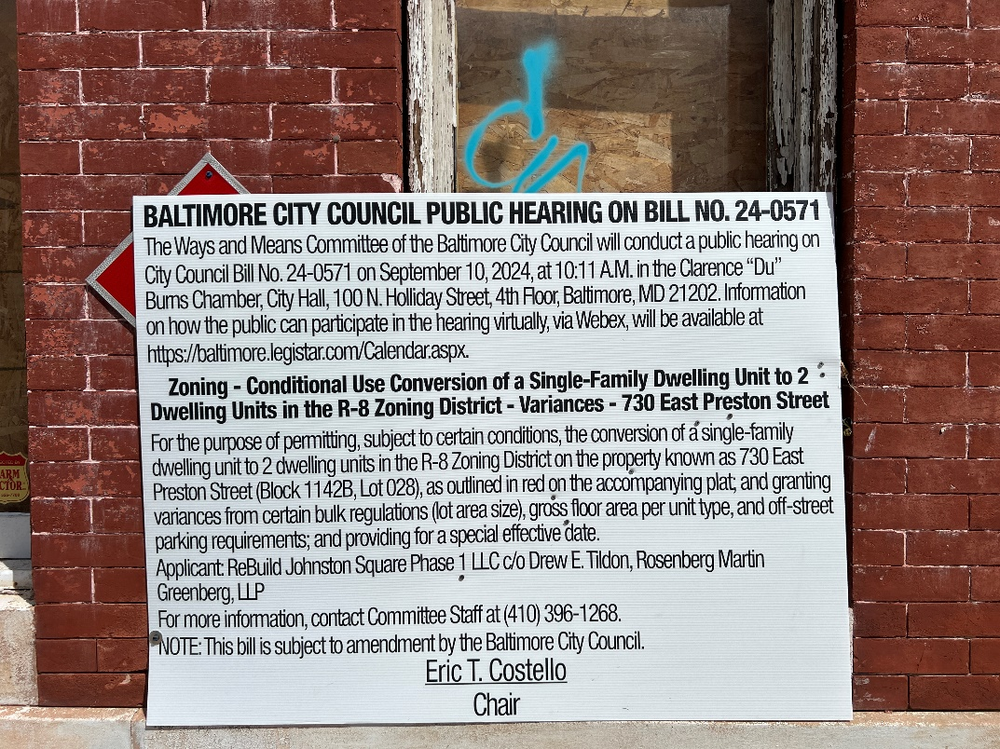 BALTIMORE CITY COUNCIL PUBLIC HEARING ON BILL NO. 24-0571
The Ways and Means Committee of the Baltimore City Council will conduct a public hearing on
City Council Bill No. 24-0571 on September 10, 2024, at 10:11 A.M. in the Clarence “Du”
Burns Chamber, City Hall, 100 N. Holliday Street, 4th Floor, Baltimore, MD 21202. Information
on how the public can participate in the hearing virtually, via Webex, will be available at
https://baltimore.legistar.com/Calendar.aspx.
Zoning - Conditional Use Conversion of a Single-Family Dwelling Unit to 2
Dwelling Units in the R-8 Zoning District - Variances - 730 East Preston Street
For the purpose of permitting, subject to certain conditions, the conversion of a single-family
dwelling unit to 2 dwelling units in the R-8 Zoning District on the property known as 730 East
Preston Street (Block 1142B, Lot 028), as outlined in red on the accompanying plat; and granting
variances from certain bulk regulations (lot area size), gross floor area per unit type, and off-street
parking requirements; and providing for a special effective date.
Applicant: ReBuild Johnston Square Phase 1 LLC c/o Drew E. Tildon, Rosenberg Martin
Greenberg, LLP
For more information, contact Committee Staff at (410) 396-1268.
NOTE: This bill is subject to amendment by the Baltimore City Council.
Eric T. Costello
Chair